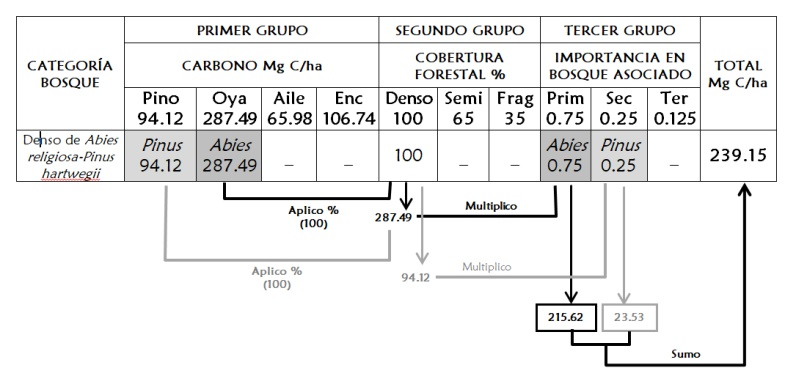 PRIMER GRUPO SEGUNDO GRUPO TERCER GRUPO
CATEGORÍA BOSQUE
CARBONO Mg C/ha
COBERTURA FORESTAL %
IMPORTANCIA EN BOSQUE ASOCIADO
TOTAL Mg C/ha
Pino Oya Aile Enc Denso Semi Frag Prim Sec Ter
94.12 287.49 65.98 106.74 100 65 35 0.75 0.25 0.125
Denso de Abies
religiosa-Pinus
hartwegii
Pinus Abies Abies Pinus
94.12 287.49 – – 100 – – 0.75 0.25 – 239.15
Aplico %
(100)
287.49
Multiplico
Aplico %
(100)
94.12
Multiplico
215.62 23.53
Sumo